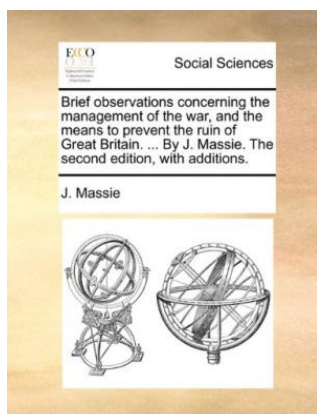 ECCO
Social Sciences
Brief observations concerning the
management of the war, and the
means to prevent the ruin of
Great Britain. ... By J. Massie. The
second edition, with additions.
J. Massie